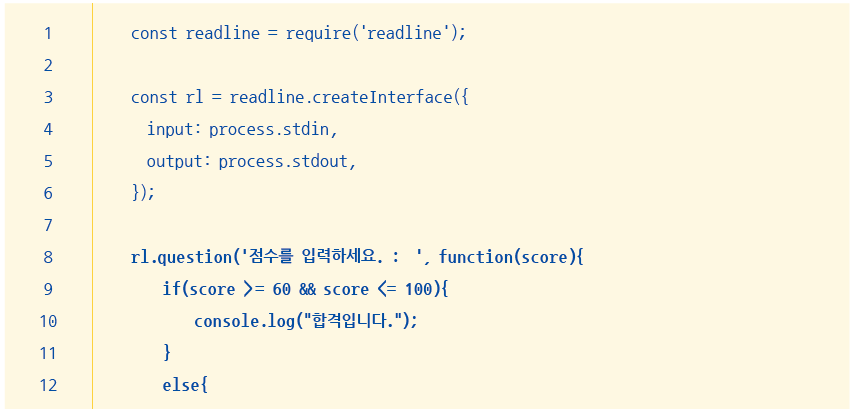 1 const readline = require('readline');
2
3 const rl = readline.createInterface({
4 input: process.stdin,
5 output: process.stdout,
6 });
7
8 rl.question('점수를 입력하세요. : ', function(score){
9 if(score >= 60 && score <= 100){
10 console.log("합격입니다.");
11 }
12 else{